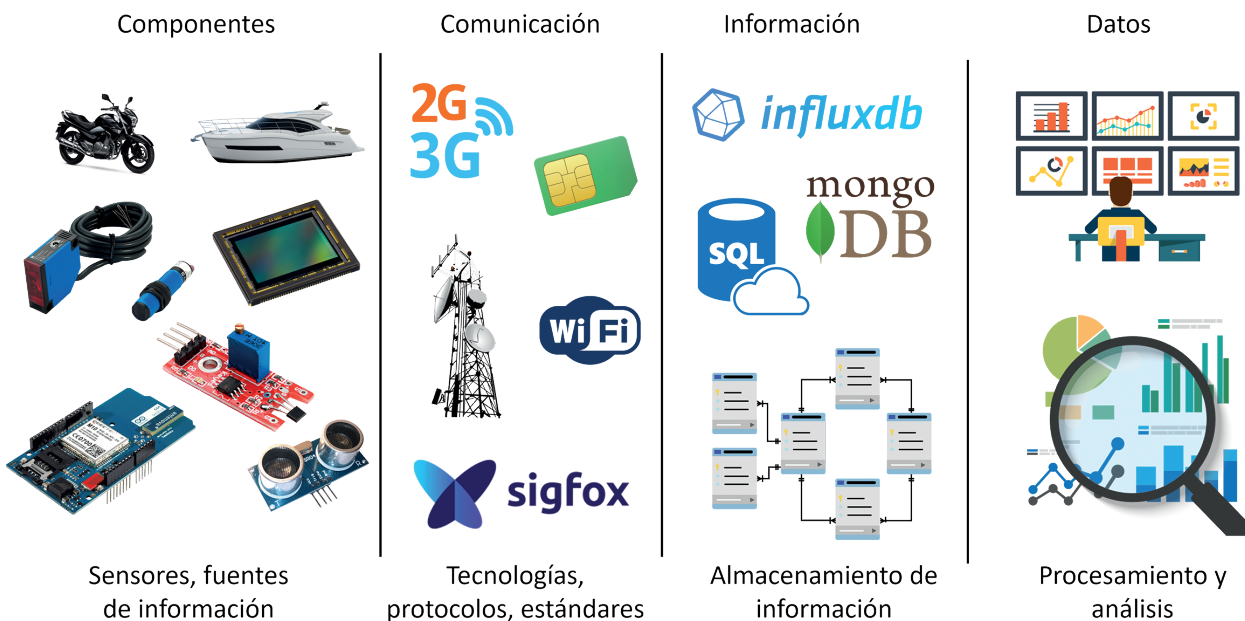 Componentes
Comunicación
Información
Datos
2G
3G
WiFi
sigfox
influxdb
mongo
DB
SQL
Sensores, fuentes
de información
Tecnologías,
protocolos, estándares
Almacenamiento de
información
Procesamiento y
análisis